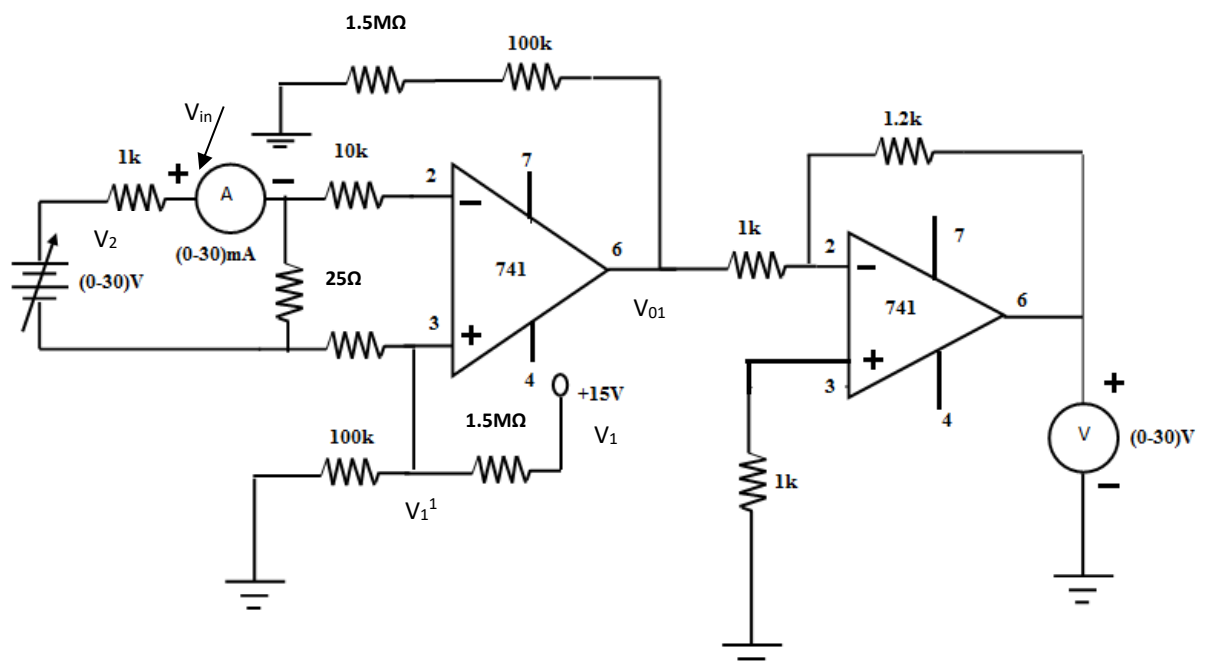 1.5MΩ
100k
Vin
1k
+
A
−
(0-30)mA
V2
(0-30)V
10k
25Ω
2
−
7
741
6
3
+
4
V01
+15V
V1
1.5MΩ
100k
V1¹
1.2k
1k
2
−
7
741
6
+
3
4
1k
+
V
(0-30)V
−